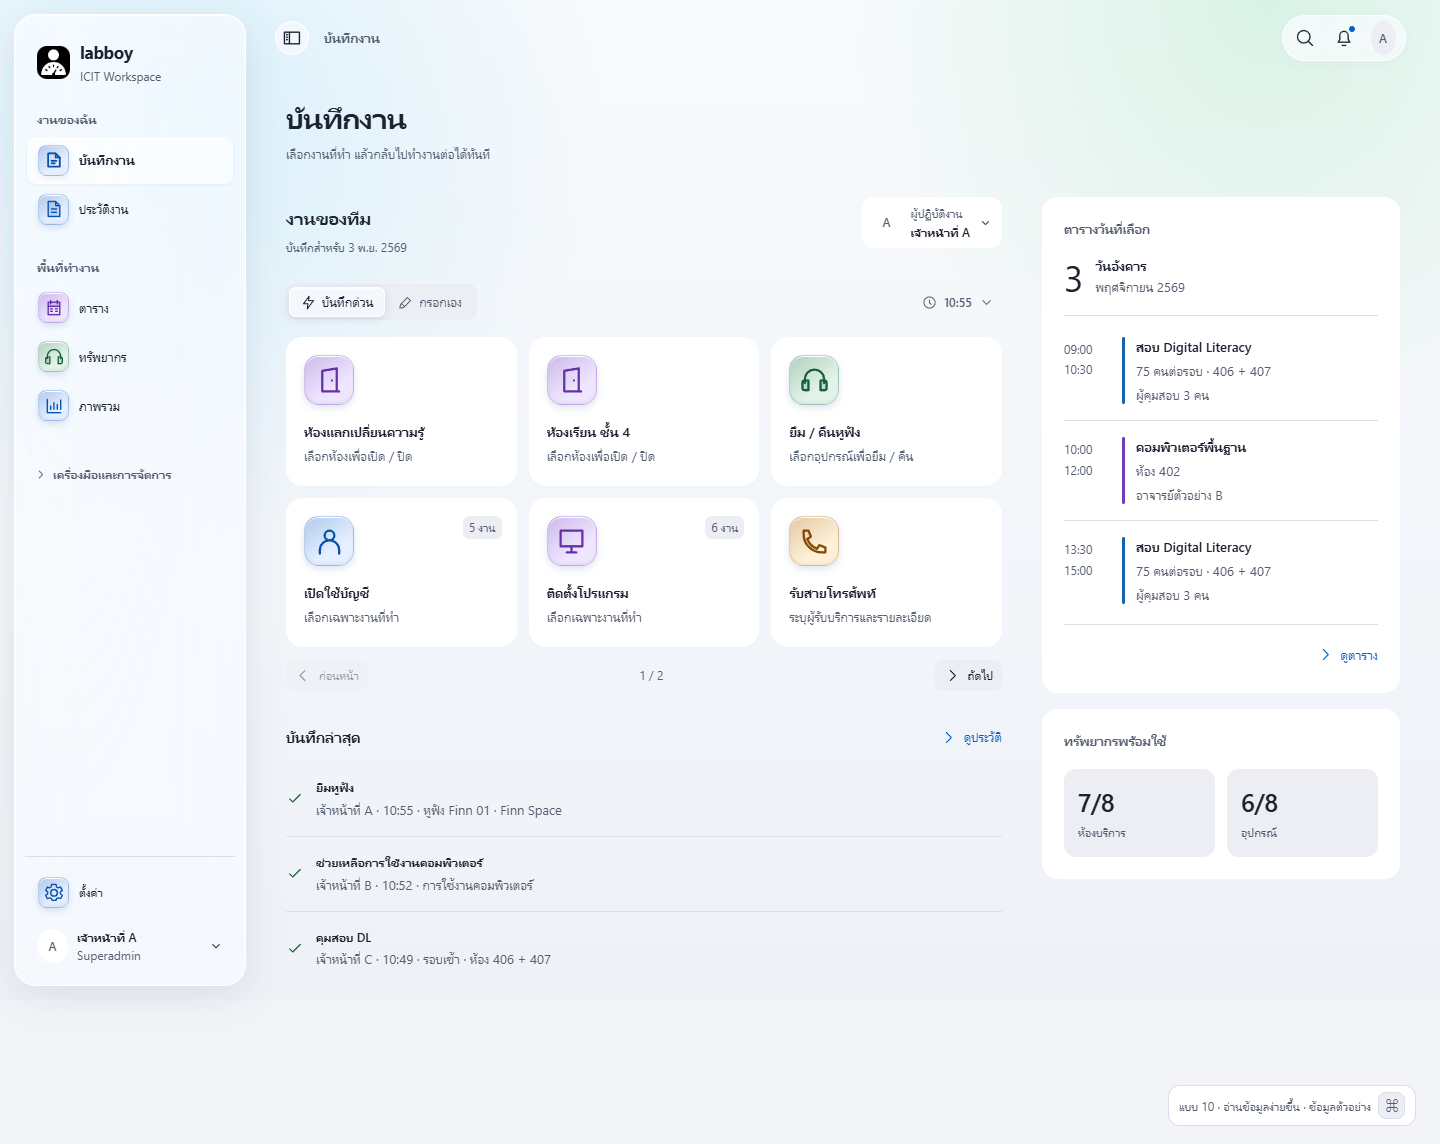 labboy
ICIT Workspace
งานของฉัน
บันทึกงาน
ประวัติงาน
พื้นที่ทำงาน
ตาราง
ทรัพยากร
ภาพรวม
เครื่องมือและการจัดการ
ตั้งค่า
A
เจ้าหน้าที่ A
Superadmin
บันทึกงาน
A
บันทึกงาน
เลือกงานที่ทำ แล้วกลับไปทำงานต่อได้ทันที
งานของทีม
บันทึกสำหรับ 3 พ.ย. 2569
A
ผู้ปฏิบัติงาน
เจ้าหน้าที่ A
บันทึกด่วน
กรอกเอง
10:55
ห้องแลกเปลี่ยนความรู้
เลือกห้องเพื่อเปิด / ปิด
ห้องเรียน ชั้น 4
เลือกห้องเพื่อเปิด / ปิด
ยืม / คืนหูฟัง
เลือกอุปกรณ์เพื่อยืม / คืน
5 งาน
เปิดใช้บัญชี
เลือกเฉพาะงานที่ทำ
6 งาน
ติดตั้งโปรแกรม
เลือกเฉพาะงานที่ทำ
รับสายโทรศัพท์
ระบุผู้รับบริการและรายละเอียด
ก่อนหน้า
1 / 2
ถัดไป
บันทึกล่าสุด
ดูประวัติ
ยืมหูฟัง
เจ้าหน้าที่ A · 10:55 · หูฟัง Finn 01 · Finn Space
ช่วยเหลือการใช้งานคอมพิวเตอร์
เจ้าหน้าที่ B · 10:52 · การใช้งานคอมพิวเตอร์
คุมสอบ DL
เจ้าหน้าที่ C · 10:49 · รอบเช้า · ห้อง 406 + 407
ตารางวันที่เลือก
3
วันอังคาร
พฤศจิกายน 2569
09:00
10:30
สอบ Digital Literacy
75 คนต่อรอบ · 406 + 407
ผู้คุมสอบ 3 คน
10:00
12:00
คอมพิวเตอร์พื้นฐาน
ห้อง 402
อาจารย์ตัวอย่าง B
13:30
15:00
สอบ Digital Literacy
75 คนต่อรอบ · 406 + 407
ผู้คุมสอบ 3 คน
ดูตาราง
ทรัพยากรพร้อมใช้
7/8
ห้องบริการ
6/8
อุปกรณ์
แบบ 10 · อ่านข้อมูลง่ายขึ้น · ข้อมูลตัวอย่าง
⌘